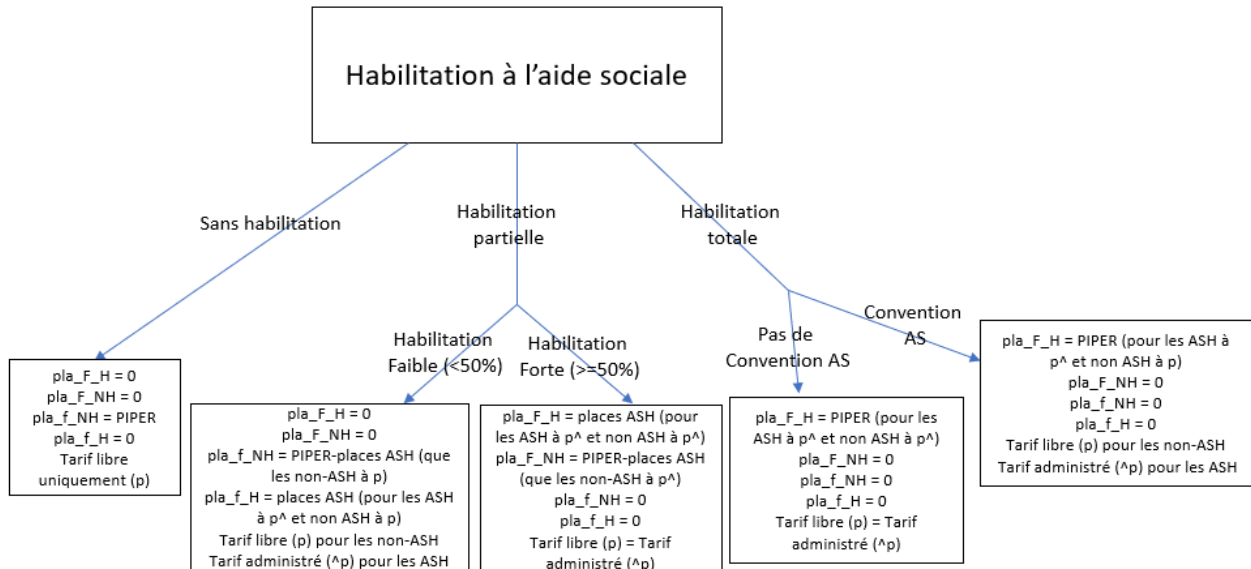 Habilitation à l’aide sociale
Sans habilitation
Habilitation
partielle
Habilitation
totale
Habilitation
Faible (<50%)
Habilitation
Forte (>=50%)
Pas de
Convention AS
Convention
AS
pla_F_H = 0
pla_F_NH = 0
pla_f_NH = PIPER
pla_f_H = 0
Tarif libre
uniquement (p)
pla_F_H = 0
pla_F_NH = 0
pla_f_NH = PIPER-places ASH (que
les non-ASH à p)
pla_f_H = places ASH (pour les ASH
à p^ et non ASH à p)
Tarif libre (p) pour les non-ASH
Tarif administré (^p) pour les ASH
pla_F_H = places ASH (pour
les ASH à p^ et non ASH à p^)
pla_F_NH = PIPER-places ASH
(que les non-ASH à p^)
pla_f_NH = 0
pla_f_H = 0
Tarif libre (p) = Tarif
administré (^p)
pla_F_H = PIPER (pour les
ASH à p^ et non ASH à p^)
pla_F_NH = 0
pla_f_NH = 0
pla_f_H = 0
Tarif libre (p) = Tarif
administré (^p)
pla_F_H = PIPER (pour les ASH à
p^ et non ASH à p)
pla_F_NH = 0
pla_f_NH = 0
pla_f_H = 0
Tarif libre (p) pour les non-ASH
Tarif administré (^p) pour les ASH